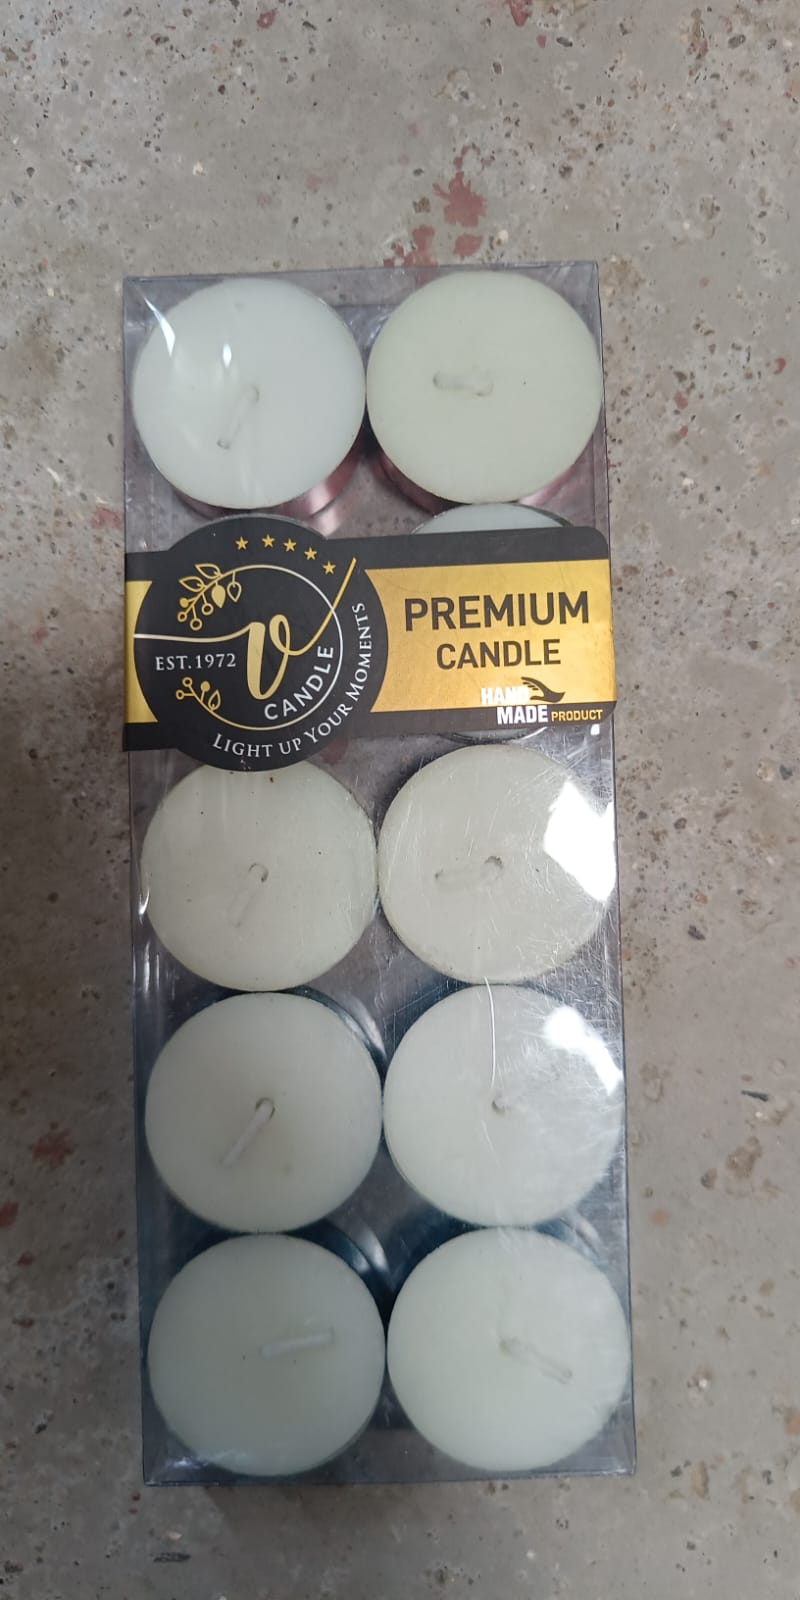 EST.1972
V
CANDLE
LIGHT UP YOUR MOMENTS
PREMIUM
CANDLE
HAND
MADE PRODUCT